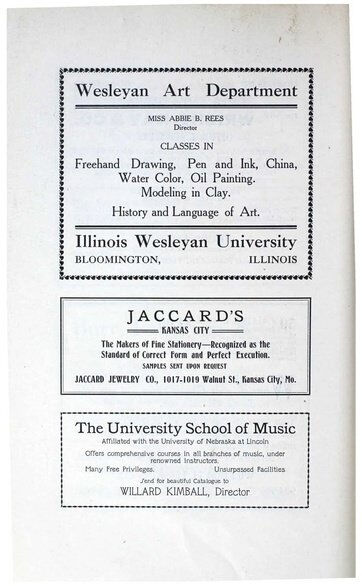 Wesleyan Art Department
MISS ABBIE B. REES
Director
CLASSES IN
Freehand Drawing, Pen and Ink, China,
Water Color, Oil Painting.
Modeling in Clay.
History and Language of Art.
Illinois Wesleyan University
BLOOMINGTON, ILLINOIS
JACCARD'S
KANSAS CITY
The Makers of Fine Stationery—Recognized as the
Standard of Correct Form and Perfect Execution.
SAMPLES SENT UPON REQUEST
JACCARD JEWELRY CO., 1017-1019 Walnut St., Kansas City, Mo.
The University School of Music
Affiliated with the University of Nebraska at Lincoln
Offers comprehensive courses in all branches of music, under
renowned Instructors.
Many Free Privileges. Unsurpassed Facilities
Send for beautiful Catalogue to
WILLARD KIMBALL, Director